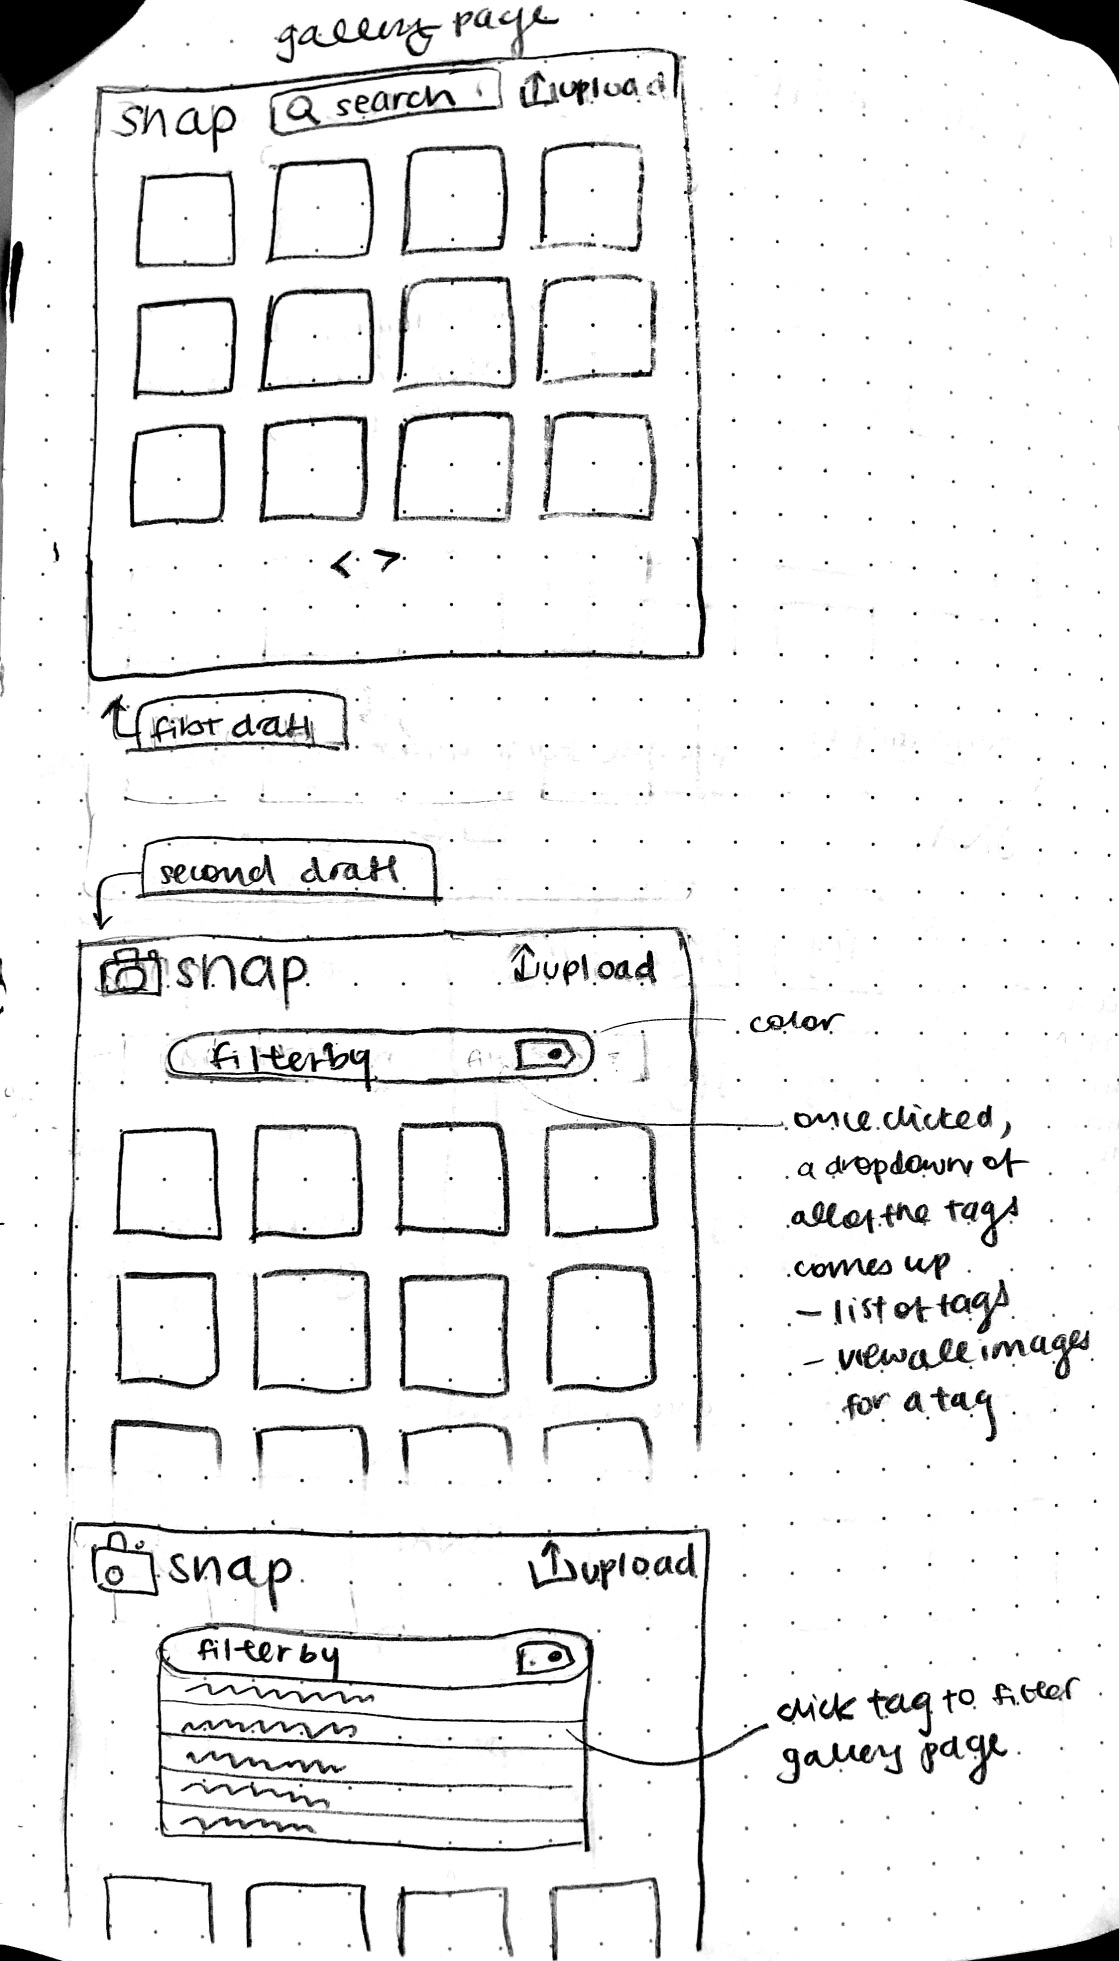 gallery page
snap
search
upload
< >
first draft
second draft
snap
upload
filter by
color
once clicked,
a dropdown of
all of the tags
comes up
- list of tags
- view all images
for a tag
snap
upload
filter by
click tag to filter
gallery page